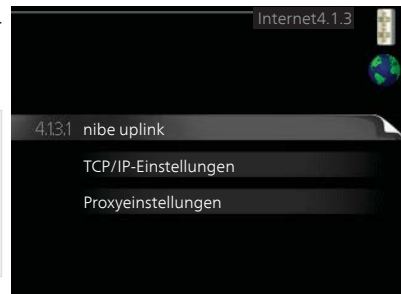 Internet4.1.3
4.1.3.1 nibe uplink
TCP/IP-Einstellungen
Proxyeinstellungen